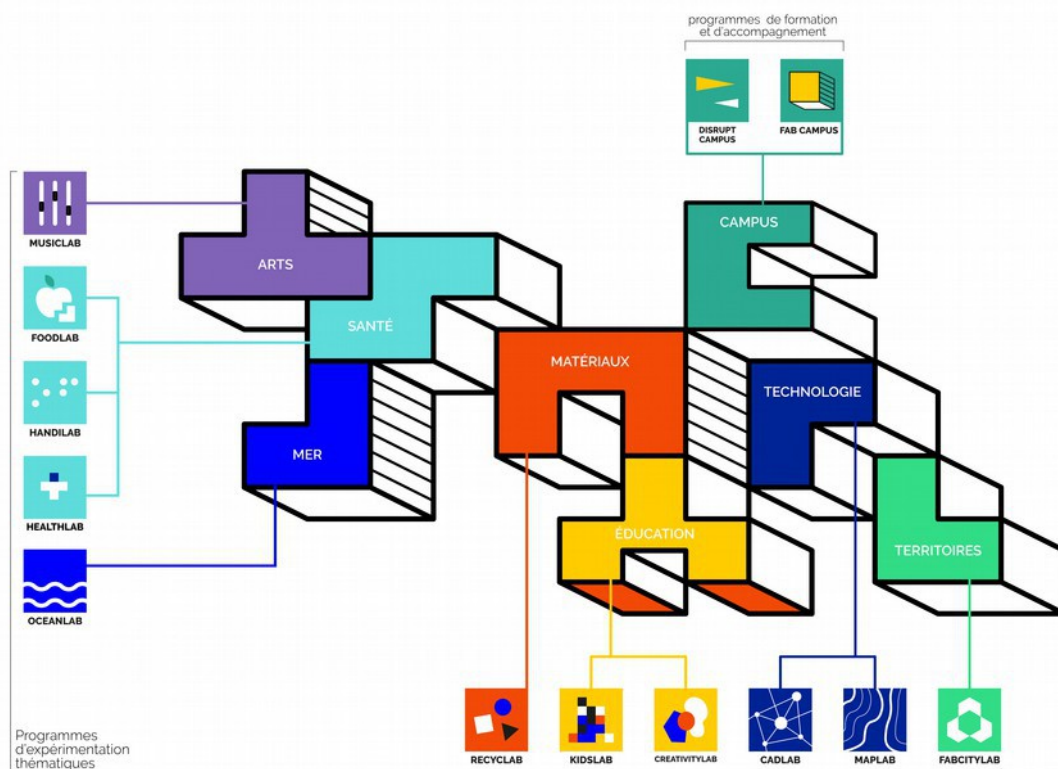 programmes de formation
et d'accompagnement
DISRUPT
CAMPUS
FAB CAMPUS
MUSICLAB
FOODLAB
HANDILAB
HEALTHLAB
OCEANLAB
ARTS
SANTÉ
MER
MATÉRIAUX
CAMPUS
TECHNOLOGIE
ÉDUCATION
TERRITOIRES
RECYCLAB
KIDSLAB
CREATIVITYLAB
CADLAB
MAPLAB
FABCITYLAB
Programmes
d'expérimentation
thématiques